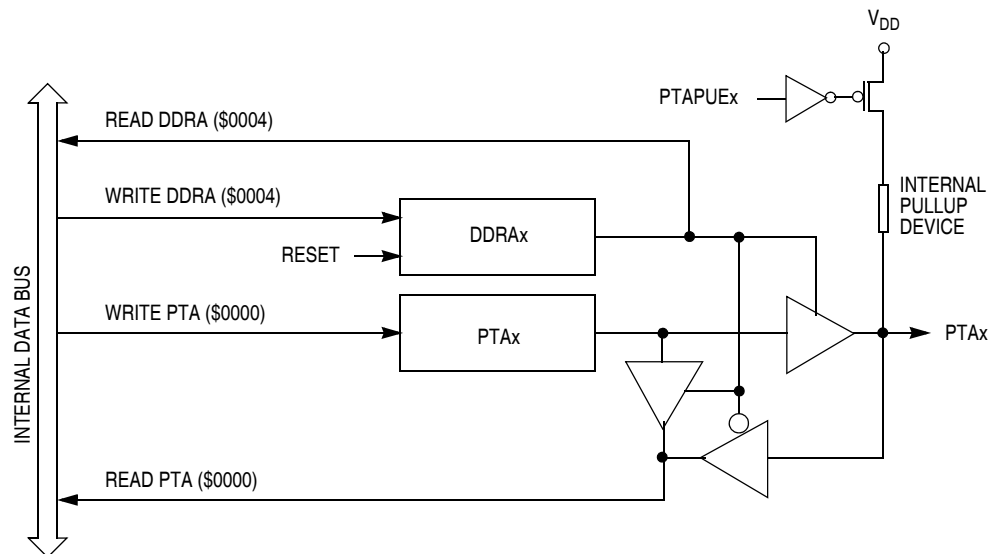 VDD
PTAPUEx
READ DDRA ($0004)
WRITE DDRA ($0004)
INTERNAL
PULLUP
DEVICE
DDRAx
RESET
WRITE PTA ($0000)
PTAx
PTAx
INTERNAL DATA BUS
READ PTA ($0000)